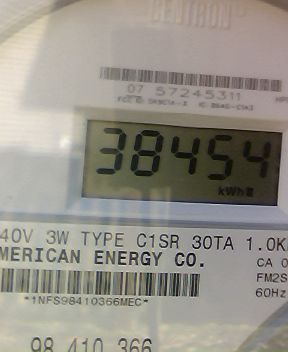 CENTRON®
07 57245311
38454
kWh
40V 3W TYPE C1SR 30TA 1.0K
MERICAN ENERGY CO.
CA 0
FM2S
60Hz
*1NFS98410366MEC*
98 410 366